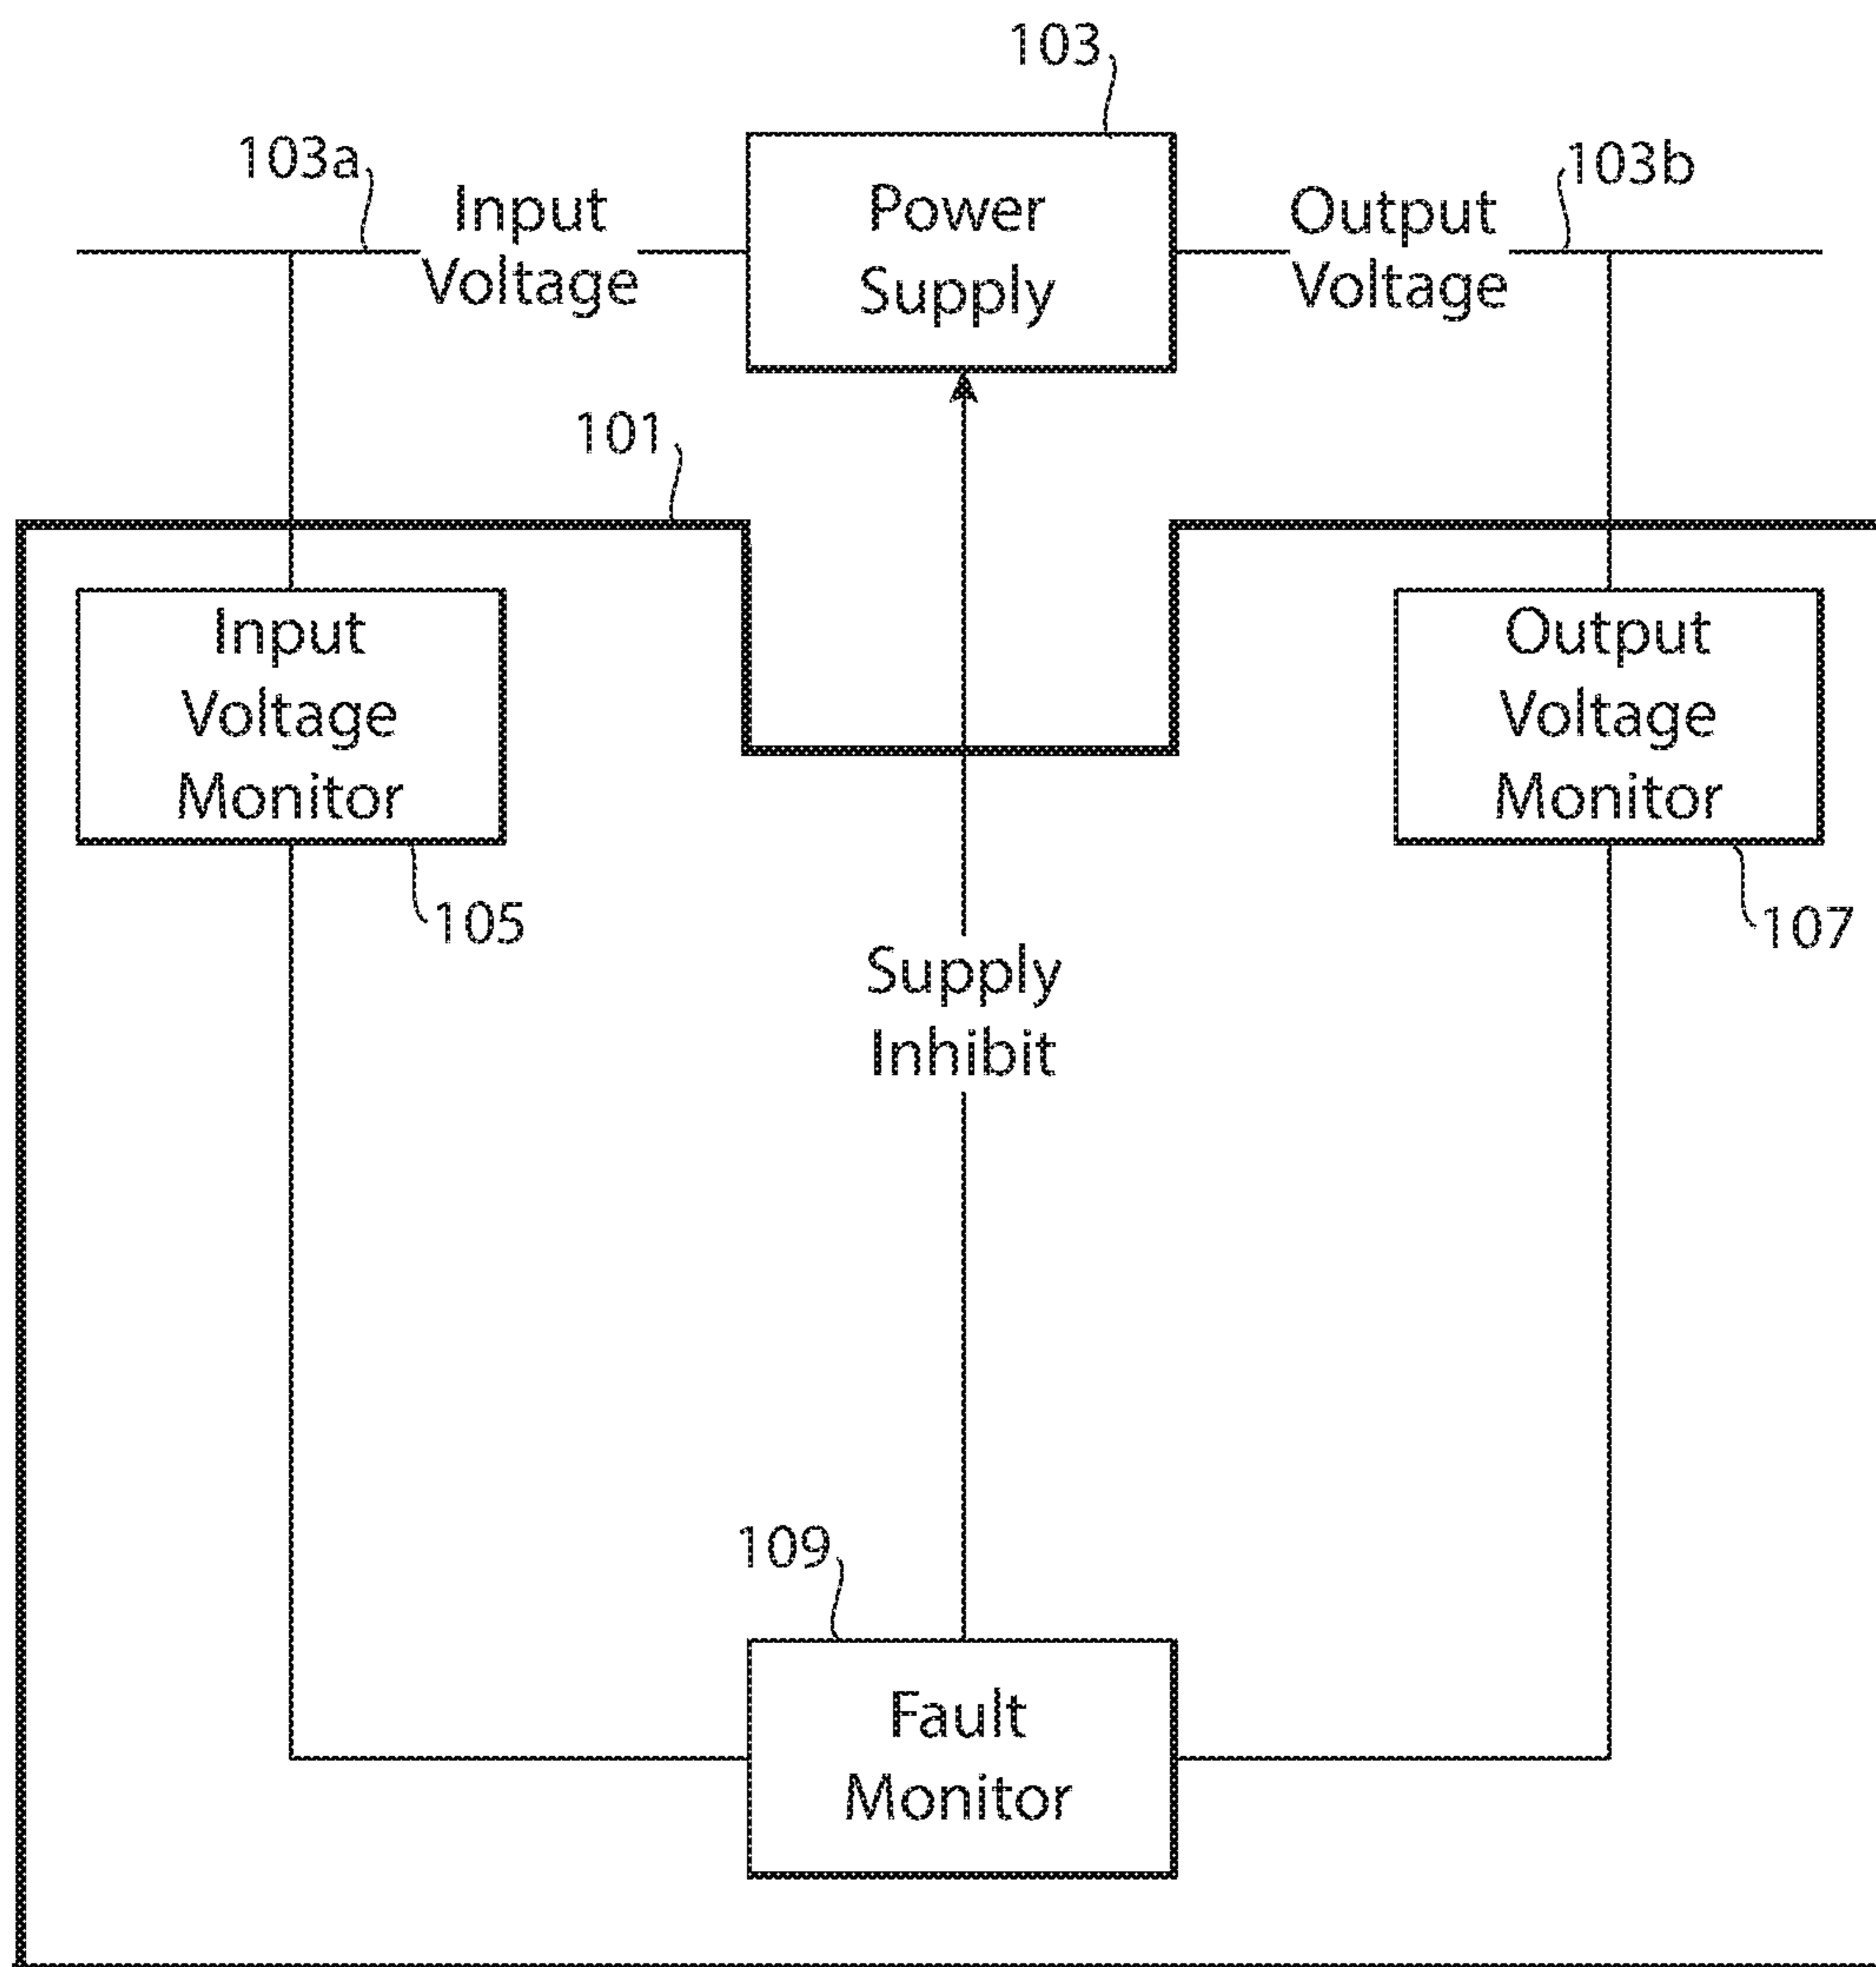 103
103a
Input
Voltage
Power
Supply
Output
Voltage
103b
101
Input
Voltage
Monitor
105
Output
Voltage
Monitor
107
Supply
Inhibit
109
Fault
Monitor